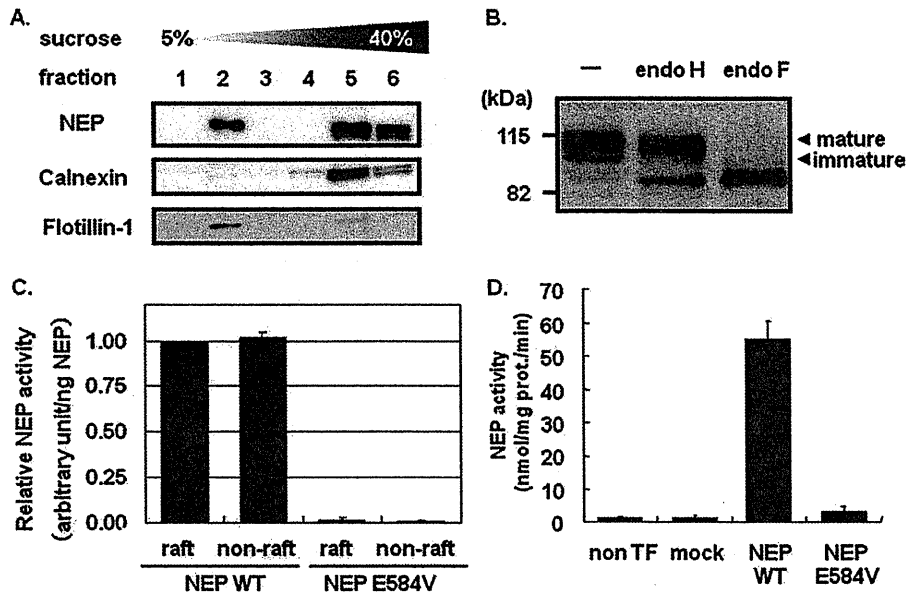 A.
sucrose 5% 40%
fraction 1 2 3 4 5 6
NEP
Calnexin
Flotillin-1
B.
– endo H endo F
(kDa)
115
82
◄ mature
◄ immature
C.
Relative NEP activity
(arbitrary unit/ng NEP)
1.00
0.75
0.50
0.25
0.00
raft non-raft raft non-raft
NEP WT NEP E584V
D.
NEP activity
(nmol/mg prot./min)
70
60
50
40
30
20
10
0
non TF mock NEP WT NEP E584V